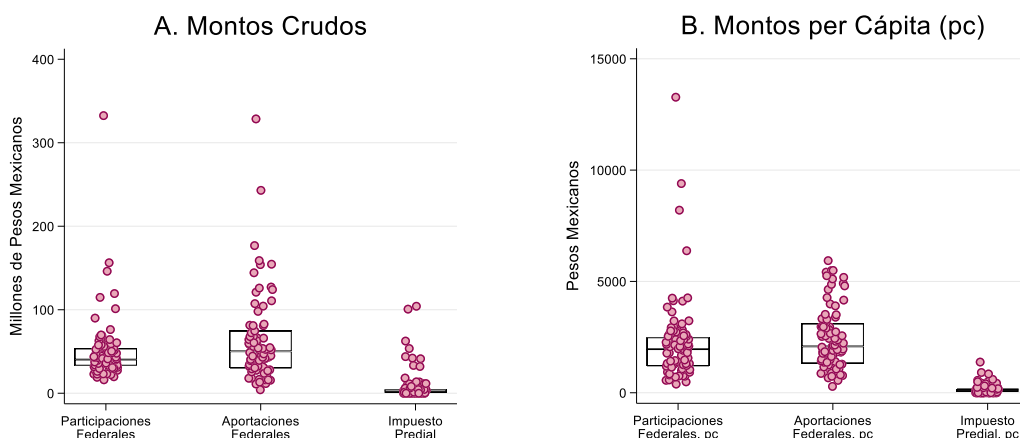 A. Montos Crudos
Millones de Pesos Mexicanos
400
300
200
100
0
Participaciones
Federales
Aportaciones
Federales
Impuesto
Predial
B. Montos per Cápita (pc)
Pesos Mexicanos
15000
10000
5000
0
Participaciones
Federales, pc
Aportaciones
Federales, pc
Impuesto
Predial, pc